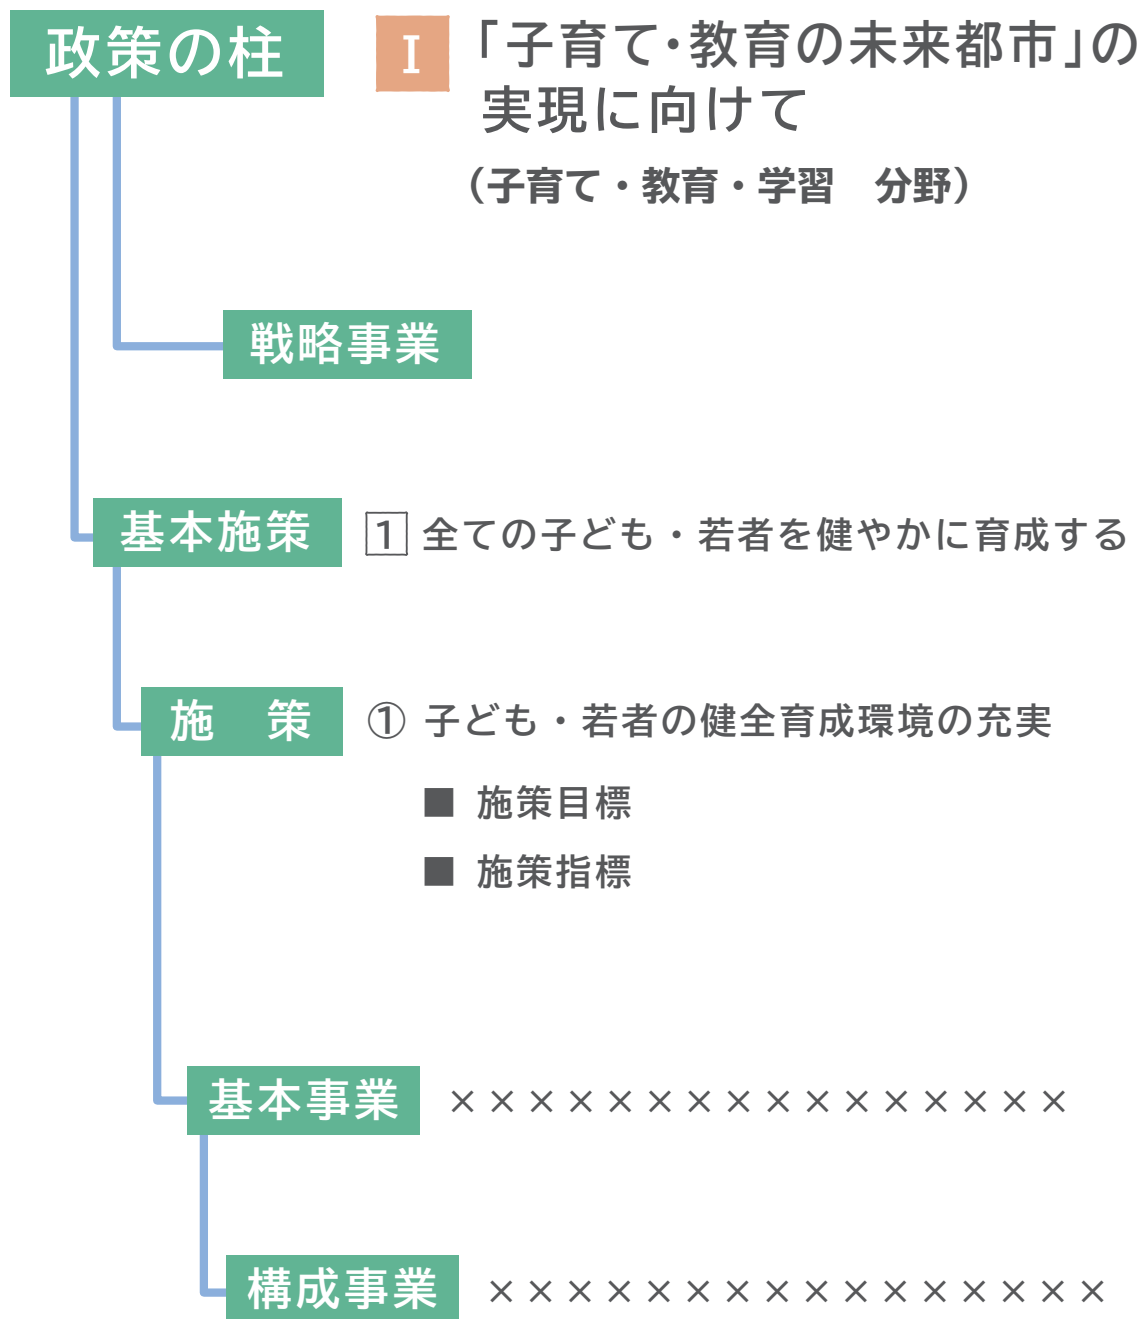 政策の柱 Ⅰ 「子育て・教育の未来都市」の
実現に向けて
（子育て・教育・学習　分野）
戦略事業
基本施策 1 全ての子ども・若者を健やかに育成する
施　策 ① 子ども・若者の健全育成環境の充実
■ 施策目標
■ 施策指標
基本事業 ××××××××××××××××
構成事業 ××××××××××××××××